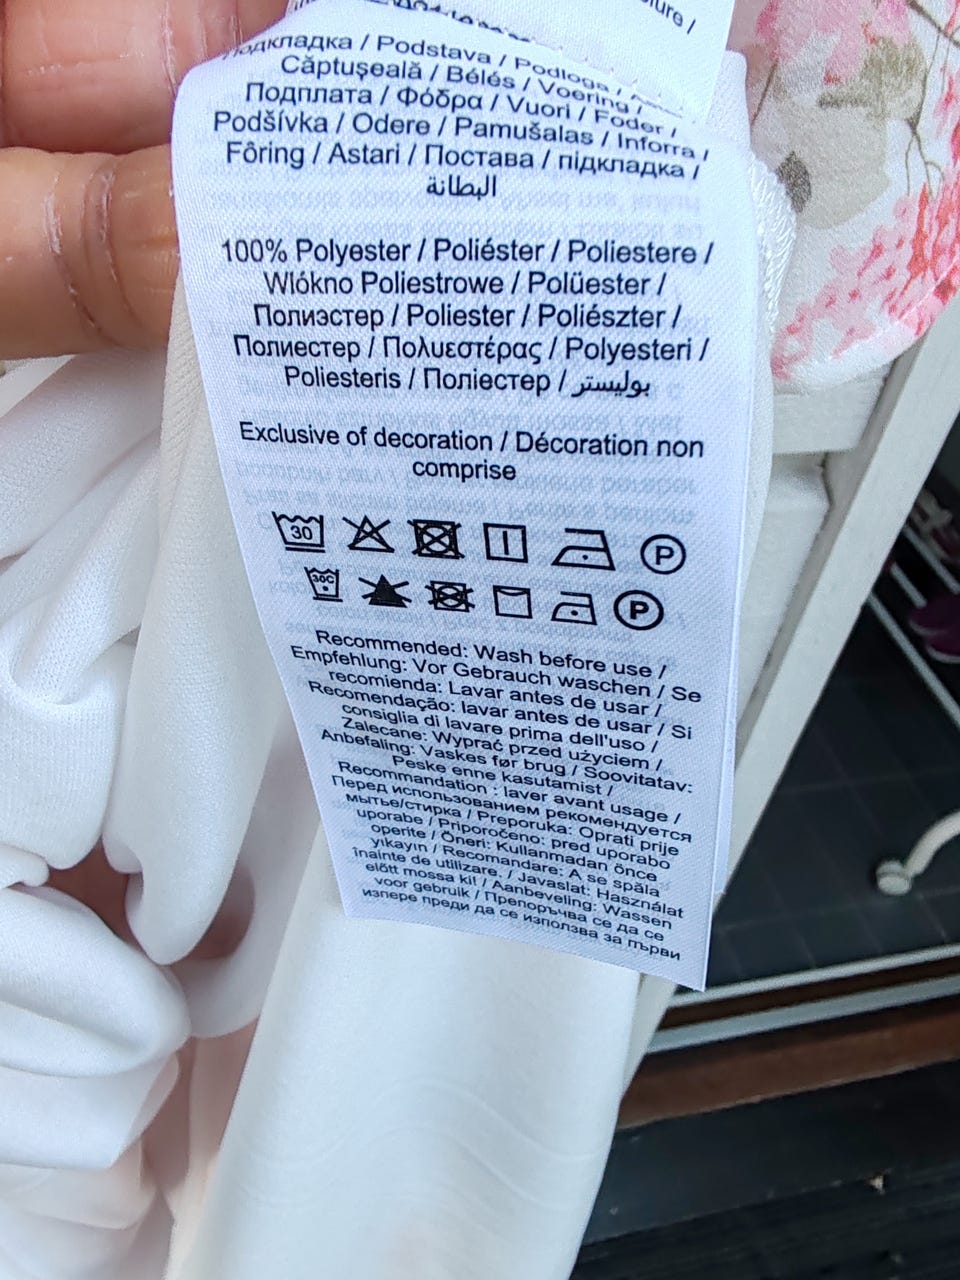 Подкладка / Podstava / Podloga /
Căptușeală / Bélés / Voering /
Подплата / Φόδρα / Vuori / Foder /
Podšívka / Odere / Pamušalas / Inforra /
Fôring / Astari / Постава / підкладка /
البطانة
100% Polyester / Poliéster / Poliestere /
Wlókno Poliestrowe / Polüester /
Полиэстер / Poliester / Poliészter /
Полиестер / Πολυεστέρας / Polyesteri /
Poliesteris / Поліестер / بوليستر
Exclusive of decoration / Décoration non
comprise
30 P
30C P
Recommended: Wash before use /
Empfehlung: Vor Gebrauch waschen / Se
recomienda: Lavar antes de usar /
Recomendação: lavar antes de usar / Si
consiglia di lavare prima dell'uso /
Zalecane: Wyprać przed użyciem /
Anbefaling: Vaskes før brug / Soovitatav:
Peske enne kasutamist /
Recommandation : laver avant usage /
Перед использованием рекомендуется
мытье/стирка / Preporuka: Oprati prije
uporabe / Priporočeno: pred uporabo
operite / Öneri: Kullanmadan önce
yıkayın / Recomandare: A se spăla
înainte de utilizare. / Javaslat: Használat
előtt mossa ki! / Aanbeveling: Wassen
voor gebruik / Препоръчва се да се
изпере преди да се използва за първи